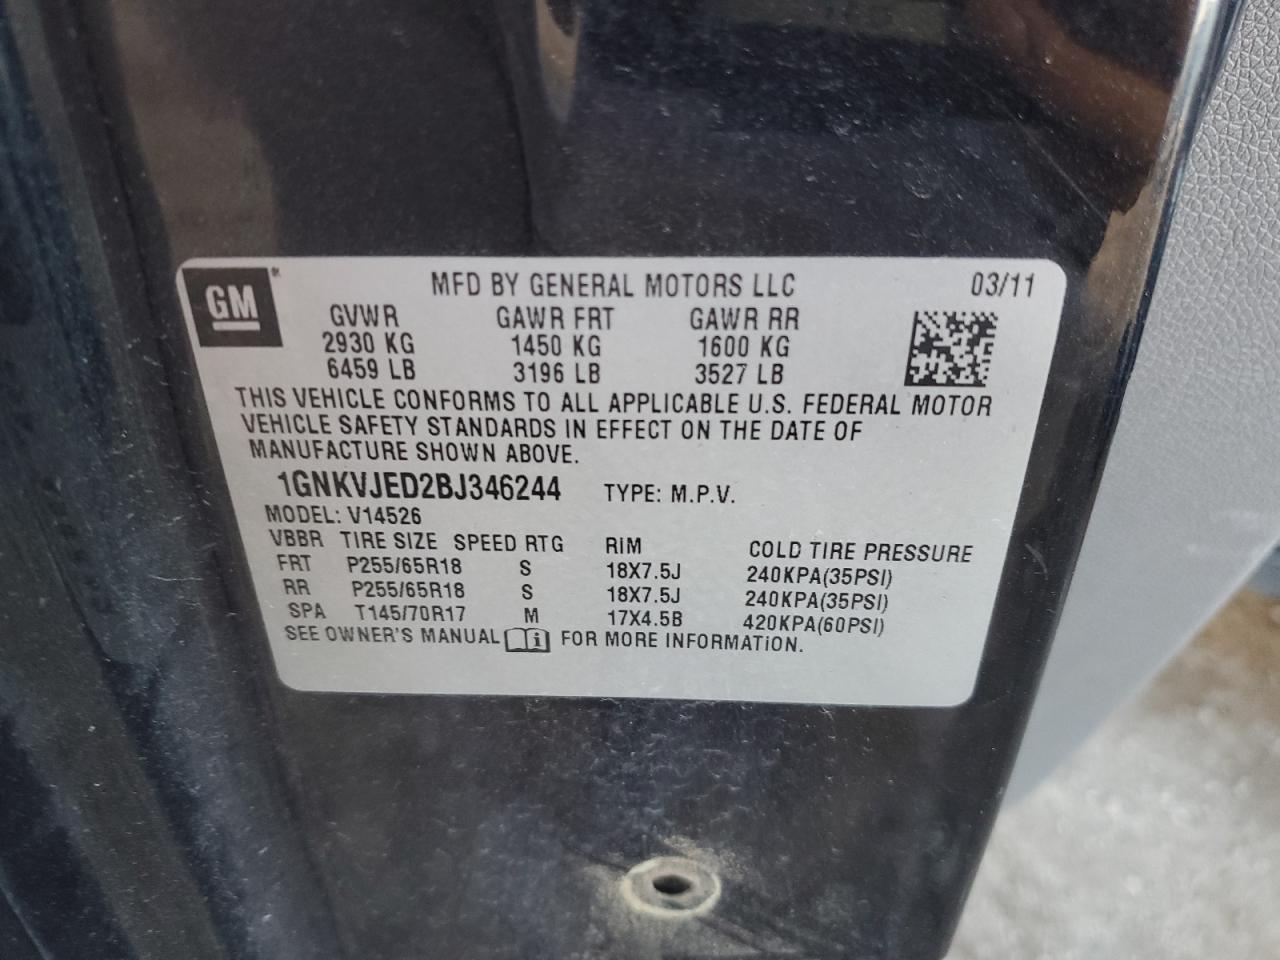 GM
MFD BY GENERAL MOTORS LLC 03/11
GVWR GAWR FRT GAWR RR
2930 KG 1450 KG 1600 KG
6459 LB 3196 LB 3527 LB
THIS VEHICLE CONFORMS TO ALL APPLICABLE U.S. FEDERAL MOTOR
VEHICLE SAFETY STANDARDS IN EFFECT ON THE DATE OF
MANUFACTURE SHOWN ABOVE.
1GNKVJED2BJ346244 TYPE: M.P.V.
MODEL: V14526
VBBR TIRE SIZE SPEED RTG RIM COLD TIRE PRESSURE
FRT P255/65R18 S 18X7.5J 240KPA(35PSI)
RR P255/65R18 S 18X7.5J 240KPA(35PSI)
SPA T145/70R17 M 17X4.5B 420KPA(60PSI)
SEE OWNER'S MANUAL i FOR MORE INFORMATION.